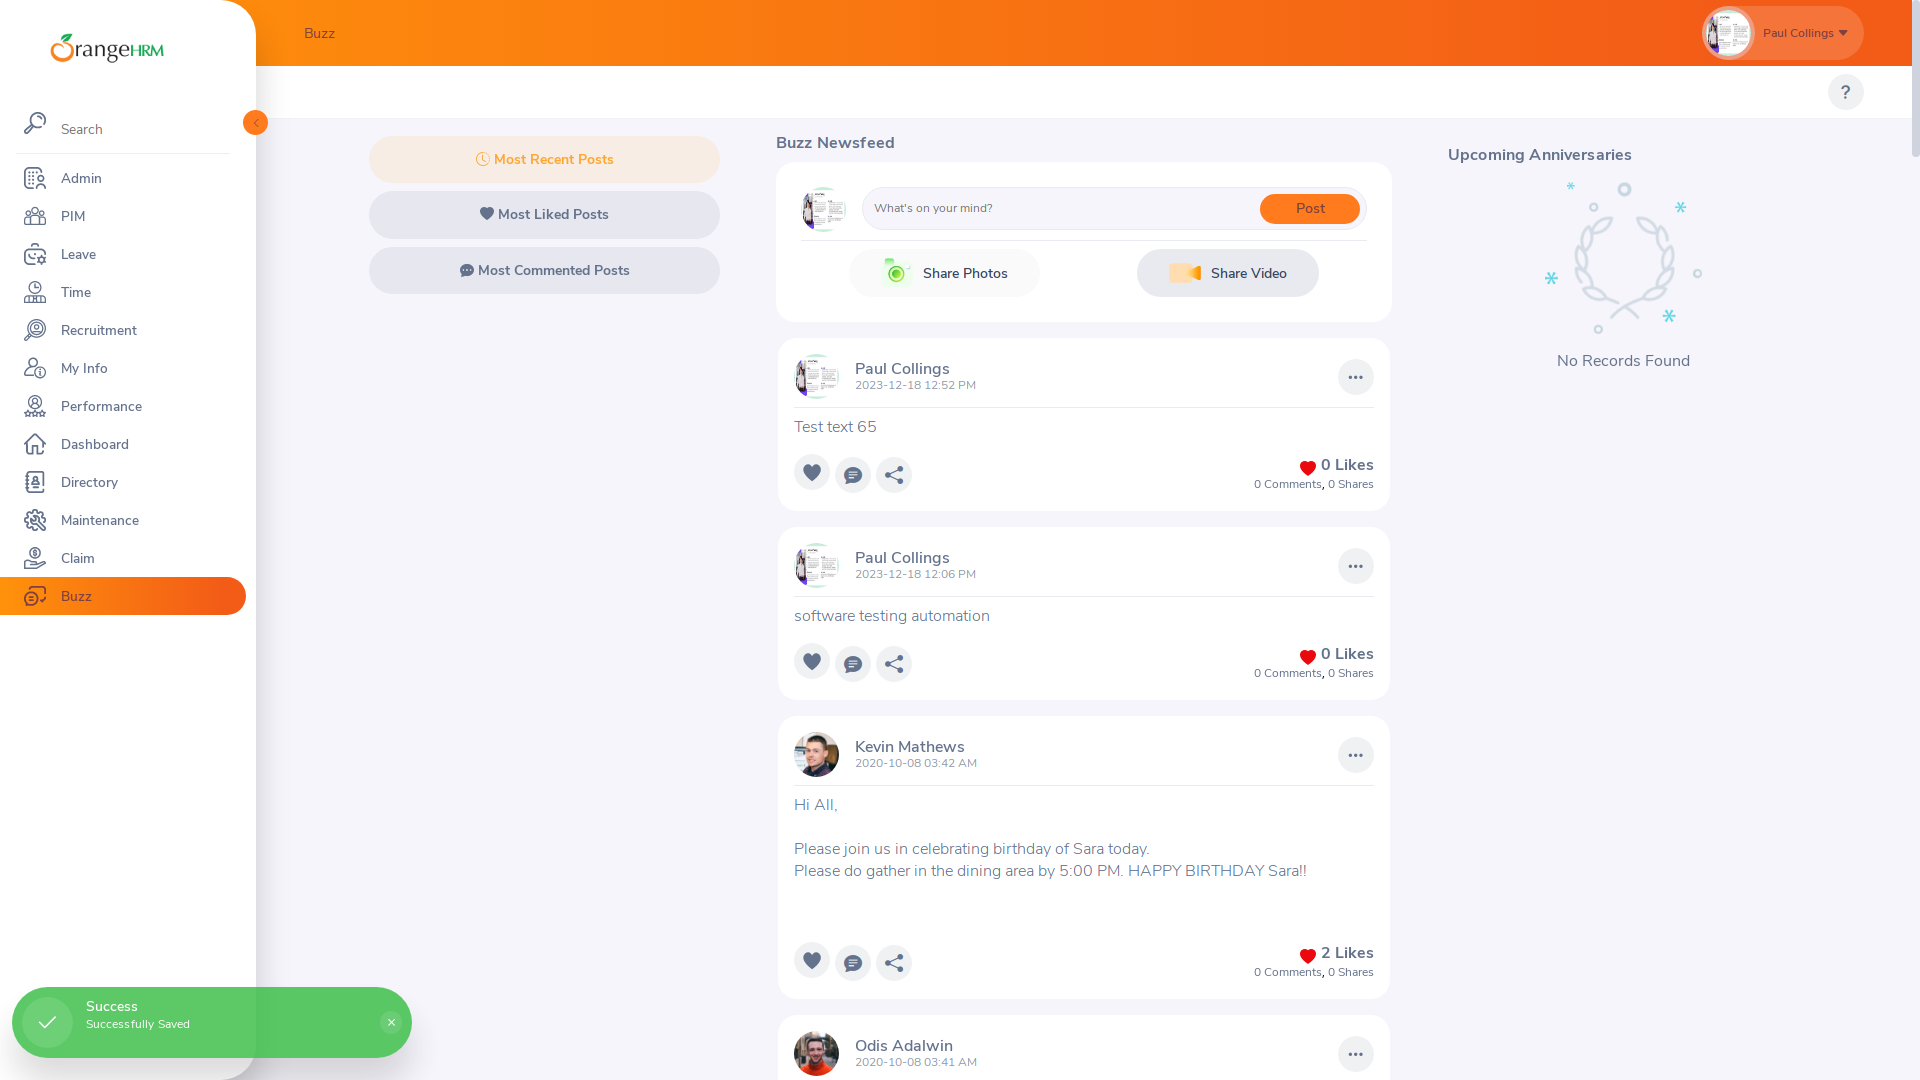 OrangeHRM
Search
Admin
PIM
Leave
Time
Recruitment
My Info
Performance
Dashboard
Directory
Maintenance
Claim
Buzz
Buzz
Paul Collings
?
Most Recent Posts
Most Liked Posts
Most Commented Posts
Buzz Newsfeed
What's on your mind?
Post
Share Photos
Share Video
Paul Collings
2023-12-18 12:52 PM
Test text 65
0 Likes
0 Comments, 0 Shares
Paul Collings
2023-12-18 12:06 PM
software testing automation
0 Likes
0 Comments, 0 Shares
Kevin Mathews
2020-10-08 03:42 AM
Hi All,
Please join us in celebrating birthday of Sara today.
Please do gather in the dining area by 5:00 PM. HAPPY BIRTHDAY Sara!!
2 Likes
0 Comments, 0 Shares
Odis Adalwin
2020-10-08 03:41 AM
Upcoming Anniversaries
No Records Found
Success
Successfully Saved